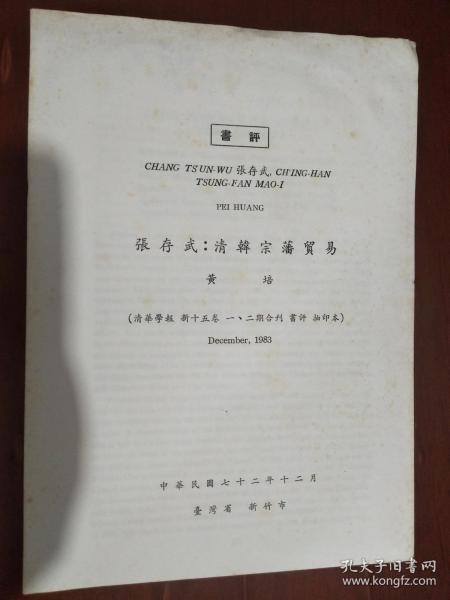 書評
CHANG TS'UN-WU 張存武, CH'ING-HAN
TSUNG-FAN MAO-I
PEI HUANG
張存武：清韓宗藩貿易
黃培
(清華學報 新十五卷 一、二期合刊 書評 抽印本)
December, 1983
中華民國七十二年十二月
臺灣省 新竹市
孔夫子旧书网
www.kongfz.com